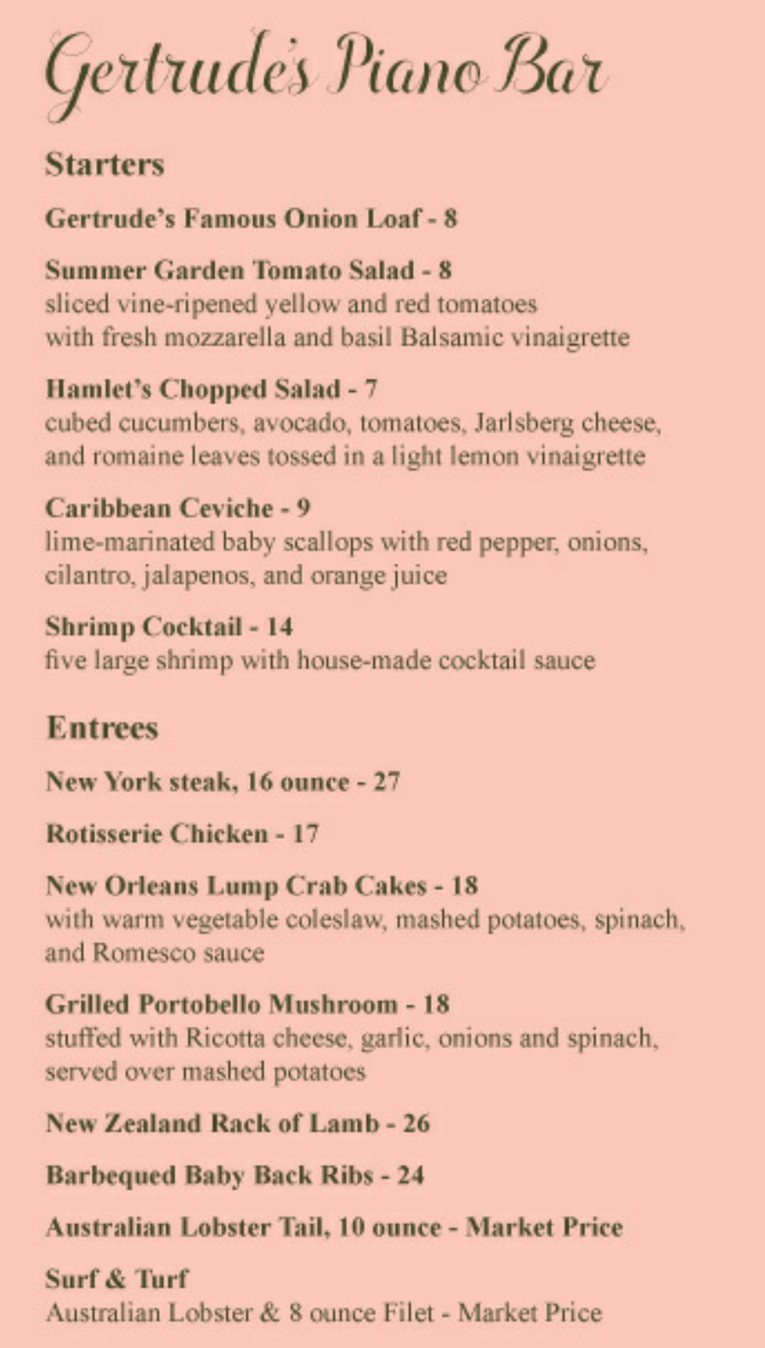 Gertrude's Piano Bar
Starters
Gertrude's Famous Onion Loaf - 8
Summer Garden Tomato Salad - 8
sliced vine-ripened yellow and red tomatoes
with fresh mozzarella and basil Balsamic vinaigrette
Hamlet's Chopped Salad - 7
cubed cucumbers, avocado, tomatoes, Jarlsberg cheese,
and romaine leaves tossed in a light lemon vinaigrette
Caribbean Ceviche - 9
lime-marinated baby scallops with red pepper, onions,
cilantro, jalapenos, and orange juice
Shrimp Cocktail - 14
five large shrimp with house-made cocktail sauce
Entrees
New York steak, 16 ounce - 27
Rotisserie Chicken - 17
New Orleans Lump Crab Cakes - 18
with warm vegetable coleslaw, mashed potatoes, spinach,
and Romesco sauce
Grilled Portobello Mushroom - 18
stuffed with Ricotta cheese, garlic, onions and spinach,
served over mashed potatoes
New Zealand Rack of Lamb - 26
Barbequed Baby Back Ribs - 24
Australian Lobster Tail, 10 ounce - Market Price
Surf & Turf
Australian Lobster & 8 ounce Filet - Market Price